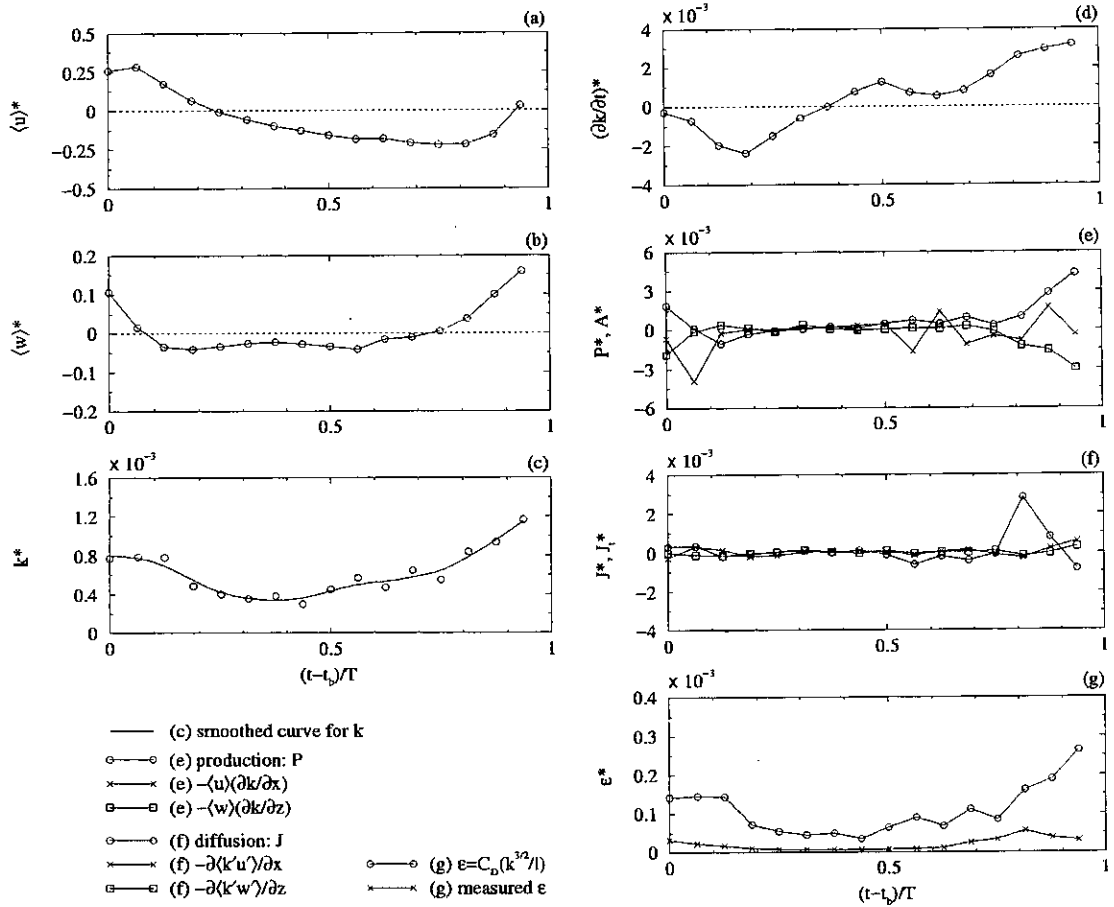 (a)
0.5
0.25
0
−0.25
−0.5
⟨u⟩*
0
0.5
1
(b)
0.2
0.1
0
−0.1
−0.2
⟨w⟩*
0
0.5
1
× 10⁻³
(c)
1.6
1.2
0.8
0.4
0
k*
0
0.5
1
(t−t_b)/T
(c) smoothed curve for k
(e) production: P
(e) −⟨u⟩(∂k/∂x)
(e) −⟨w⟩(∂k/∂z)
(f) diffusion: J
(f) −∂⟨k′u′⟩/∂x
(f) −∂⟨k′w′⟩/∂z
(g) ε=C_D(k^{3/2}/l)
(g) measured ε
× 10⁻³
(d)
4
2
0
−2
−4
(∂k/∂t)*
0
0.5
1
× 10⁻³
(e)
6
3
0
−3
−6
P*, A*
0
0.5
1
× 10⁻³
(f)
4
2
0
−2
−4
J*, J_t*
0
0.5
1
× 10⁻³
(g)
0.4
0.3
0.2
0.1
0
ε*
0
0.5
1
(t−t_b)/T